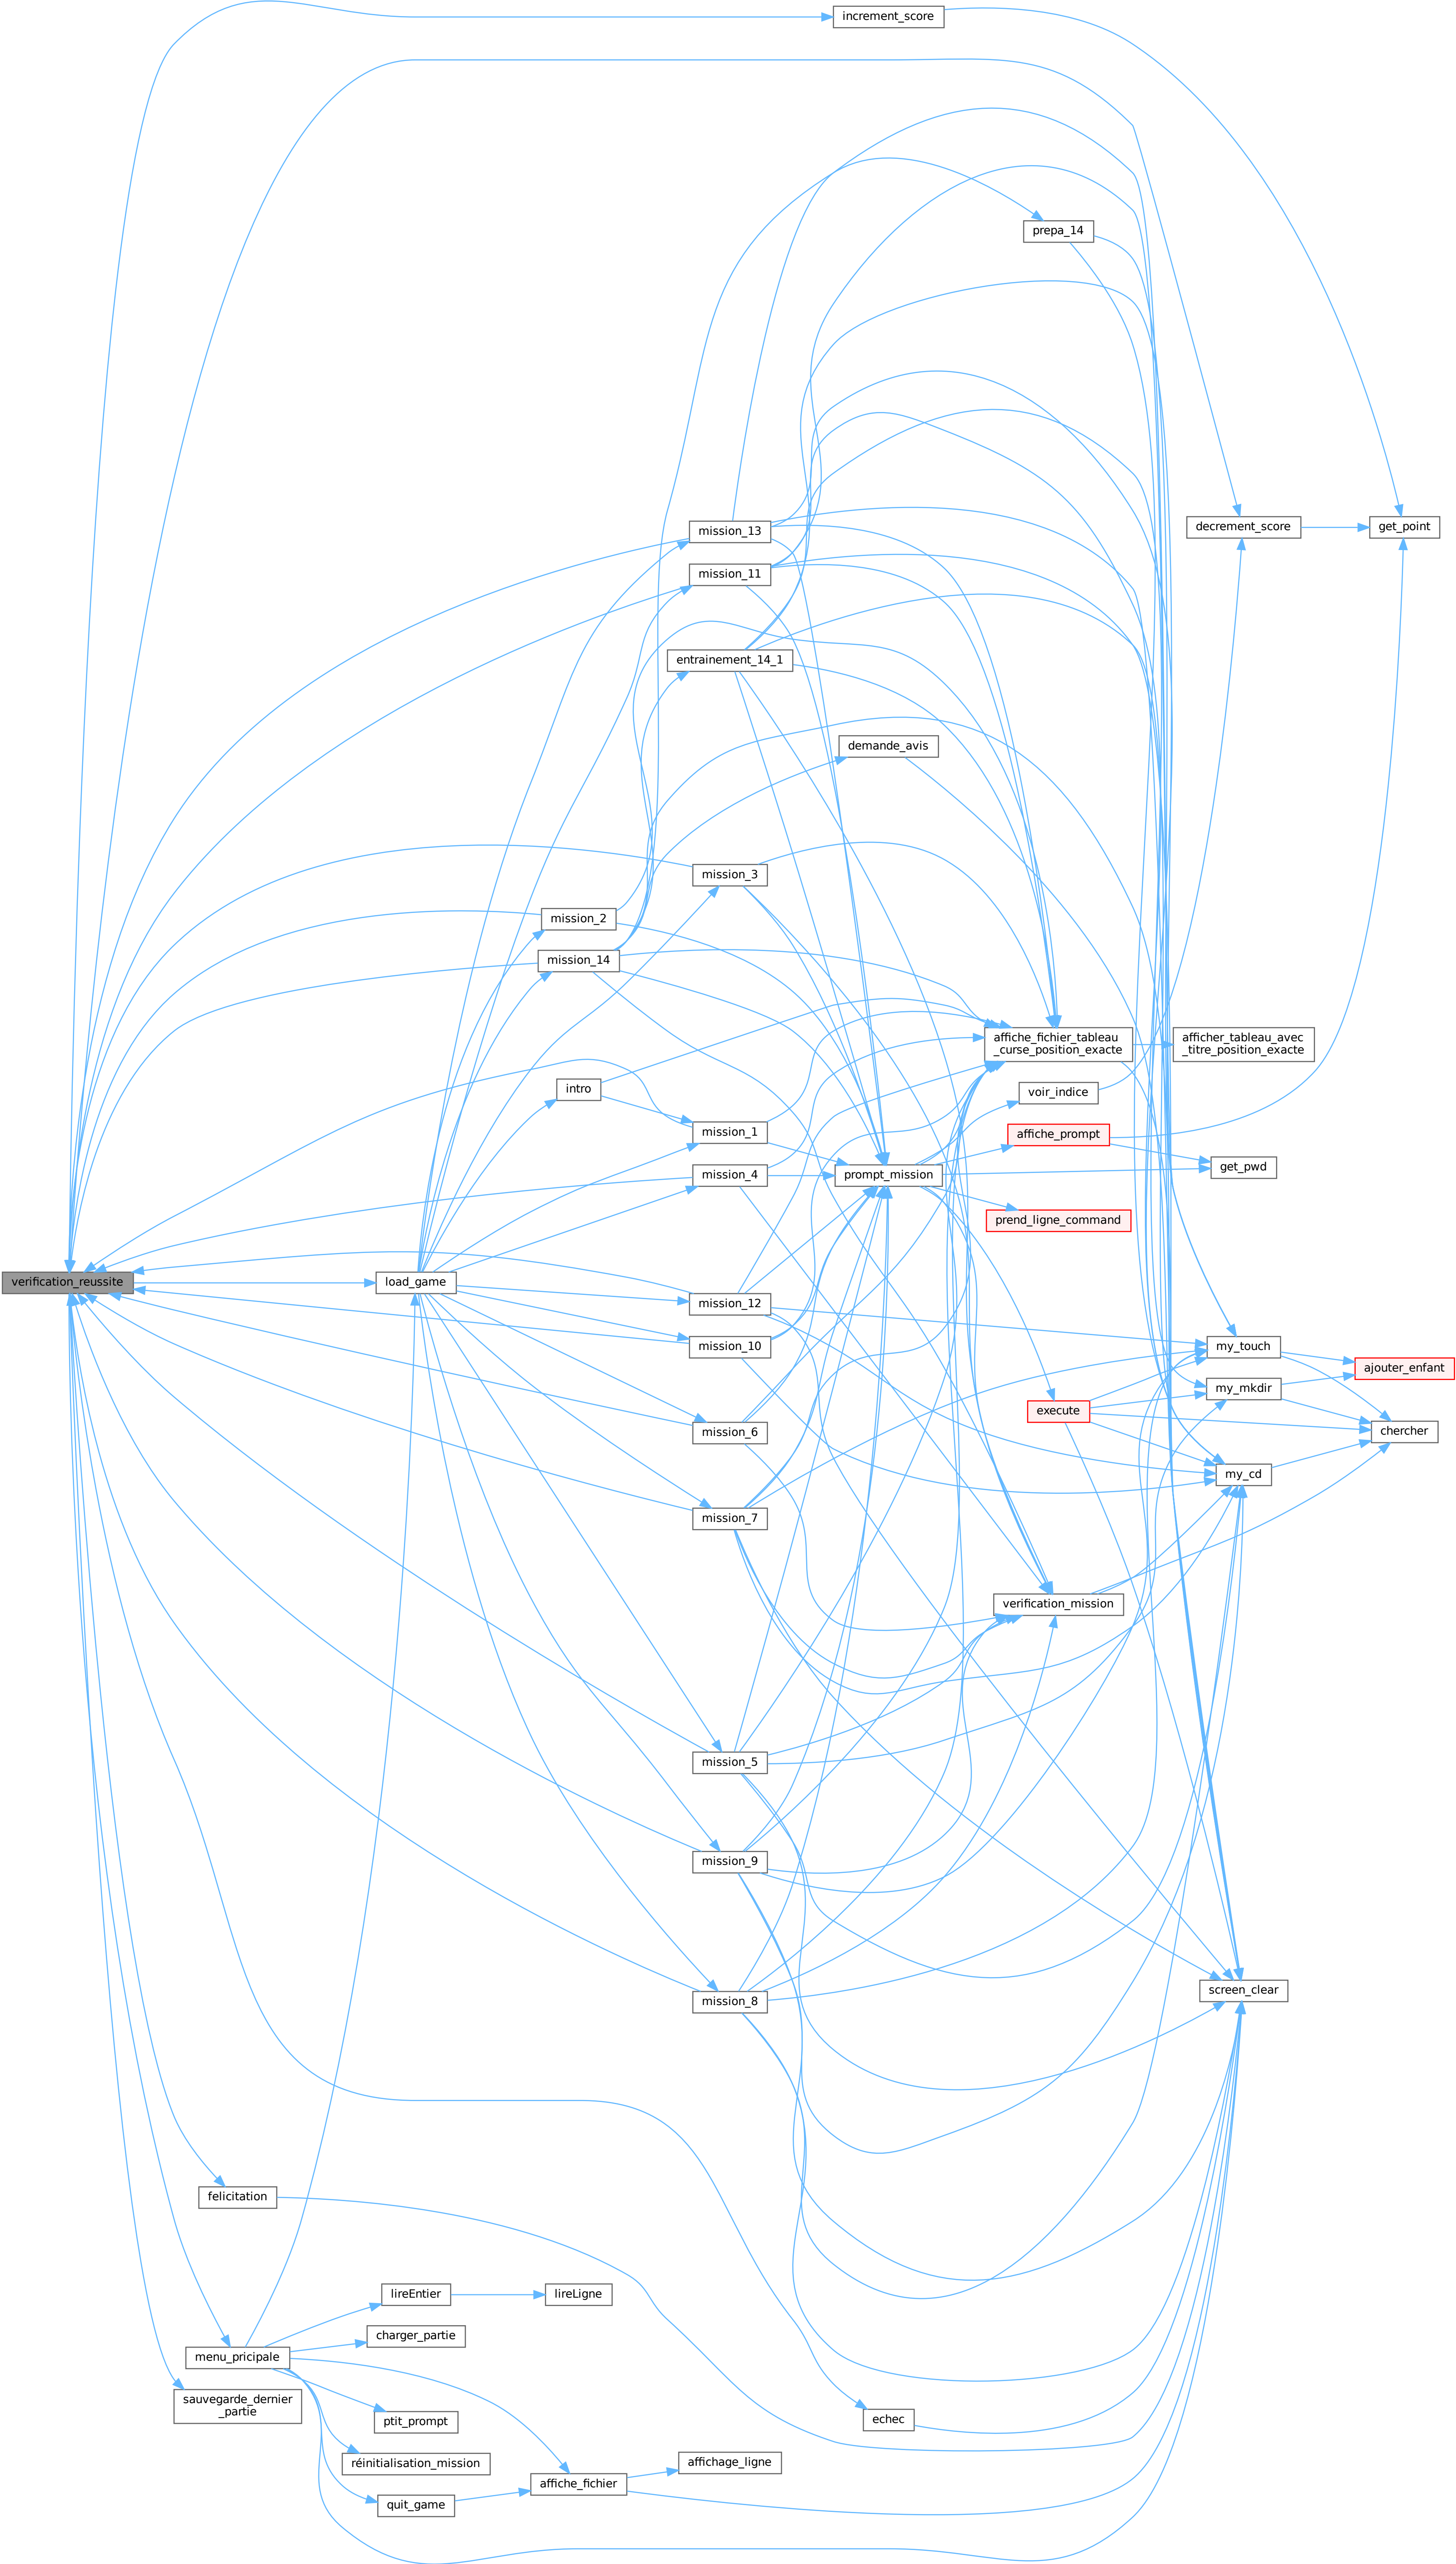 increment_score
prepa_14
decrement_score
get_point
mission_13
mission_11
entrainement_14_1
demande_avis
mission_3
mission_2
mission_14
affiche_fichier_tableau
_curse_position_exacte
afficher_tableau_avec
_titre_position_exacte
intro
voir_indice
mission_1
affiche_prompt
mission_4
prompt_mission
get_pwd
prend_ligne_command
verification_reussite
load_game
mission_12
mission_10
my_touch
ajouter_enfant
my_mkdir
execute
mission_6
chercher
my_cd
mission_7
verification_mission
mission_5
mission_9
mission_8
screen_clear
felicitation
lireEntier
lireLigne
charger_partie
menu_pricipale
sauvegarde_dernier
_partie
ptit_prompt
echec
réinitialisation_mission
affichage_ligne
affiche_fichier
quit_game